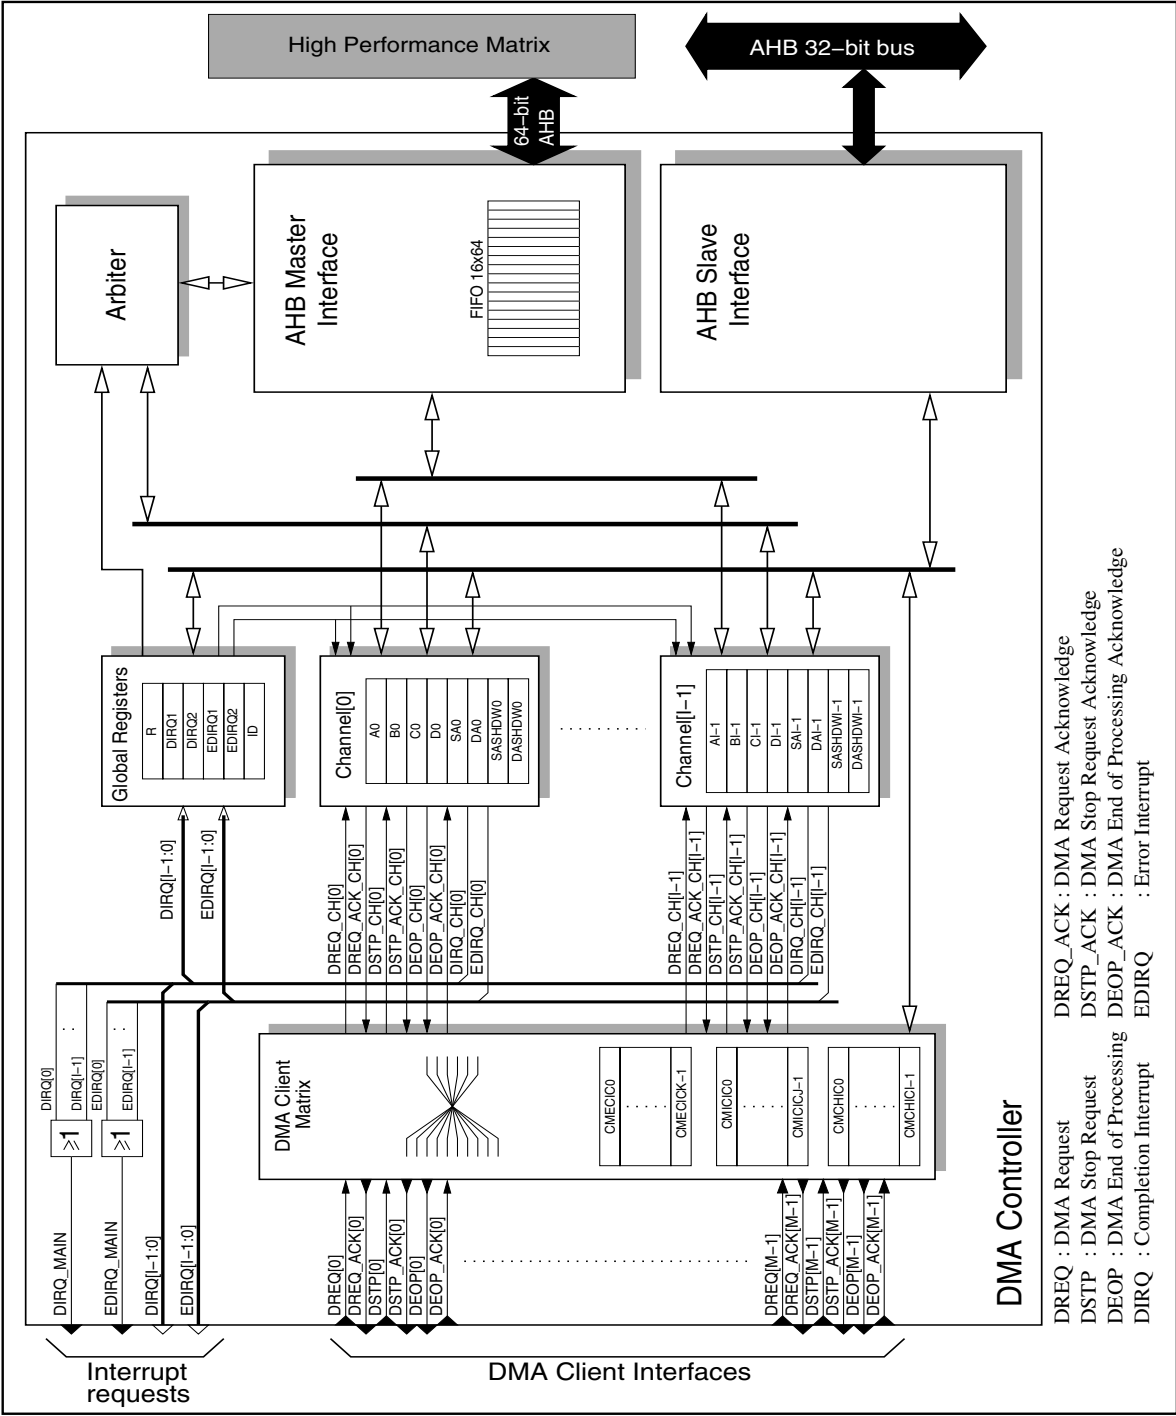 High Performance Matrix
AHB 32−bit bus
64−bit
AHB
Arbiter
AHB Master
Interface
FIFO 16x64
AHB Slave
Interface
Global Registers
R
DIRQ1
DIRQ2
EDIRQ1
EDIRQ2
ID
Channel[0]
A0
B0
C0
D0
SA0
DA0
SASHDW0
DASHDW0
Channel[I−1]
AI−1
BI−1
CI−1
DI−1
SAI−1
DAI−1
SASHDWI−1
DASHDWI−1
DIRQ[I−1:0]
EDIRQ[I−1:0]
DREQ_CH[0]
DREQ_ACK_CH[0]
DSTP_CH[0]
DSTP_ACK_CH[0]
DEOP_CH[0]
DEOP_ACK_CH[0]
DIRQ_CH[0]
EDIRQ_CH[0]
DREQ_CH[I−1]
DREQ_ACK_CH[I−1]
DSTP_CH[I−1]
DSTP_ACK_CH[I−1]
DEOP_CH[I−1]
DEOP_ACK_CH[I−1]
DIRQ_CH[I−1]
EDIRQ_CH[I−1]
DIRQ[0]
DIRQ[I−1]
EDIRQ[0]
EDIRQ[I−1]
≥1
≥1
DMA Client
Matrix
CMECIC0
CMECICK−1
CMICIC0
CMICICJ−1
CMCHIC0
CMCHICI−1
DIRQ_MAIN
EDIRQ_MAIN
DIRQ[I−1:0]
EDIRQ[I−1:0]
DREQ[0]
DREQ_ACK[0]
DSTP[0]
DSTP_ACK[0]
DEOP[0]
DEOP_ACK[0]
DREQ[M−1]
DREQ_ACK[M−1]
DSTP[M−1]
DSTP_ACK[M−1]
DEOP[M−1]
DEOP_ACK[M−1]
DMA Controller
Interrupt
requests
DMA Client Interfaces
DREQ : DMA Request DREQ_ACK : DMA Request Acknowledge
DSTP : DMA Stop Request DSTP_ACK : DMA Stop Request Acknowledge
DEOP : DMA End of Processing DEOP_ACK : DMA End of Processing Acknowledge
DIRQ : Completion Interrupt EDIRQ : Error Interrupt